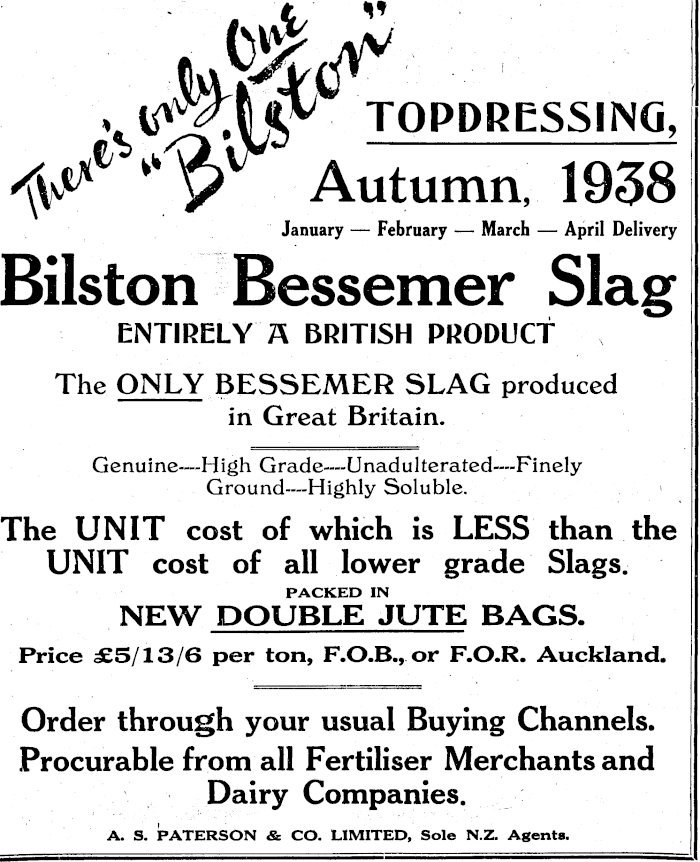 There's only One
"Bilston"
TOPDRESSING,
Autumn, 1938
January — February — March — April Delivery
Bilston Bessemer Slag
ENTIRELY A BRITISH PRODUCT
The ONLY BESSEMER SLAG produced
in Great Britain.
Genuine----High Grade----Unadulterated----Finely
Ground----Highly Soluble.
The UNIT cost of which is LESS than the
UNIT cost of all lower grade Slags.
PACKED IN
NEW DOUBLE JUTE BAGS.
Price £5/13/6 per ton, F.O.B., or F.O.R. Auckland.
Order through your usual Buying Channels.
Procurable from all Fertiliser Merchants and
Dairy Companies.
A. S. PATERSON & CO. LIMITED, Sole N.Z. Agents.